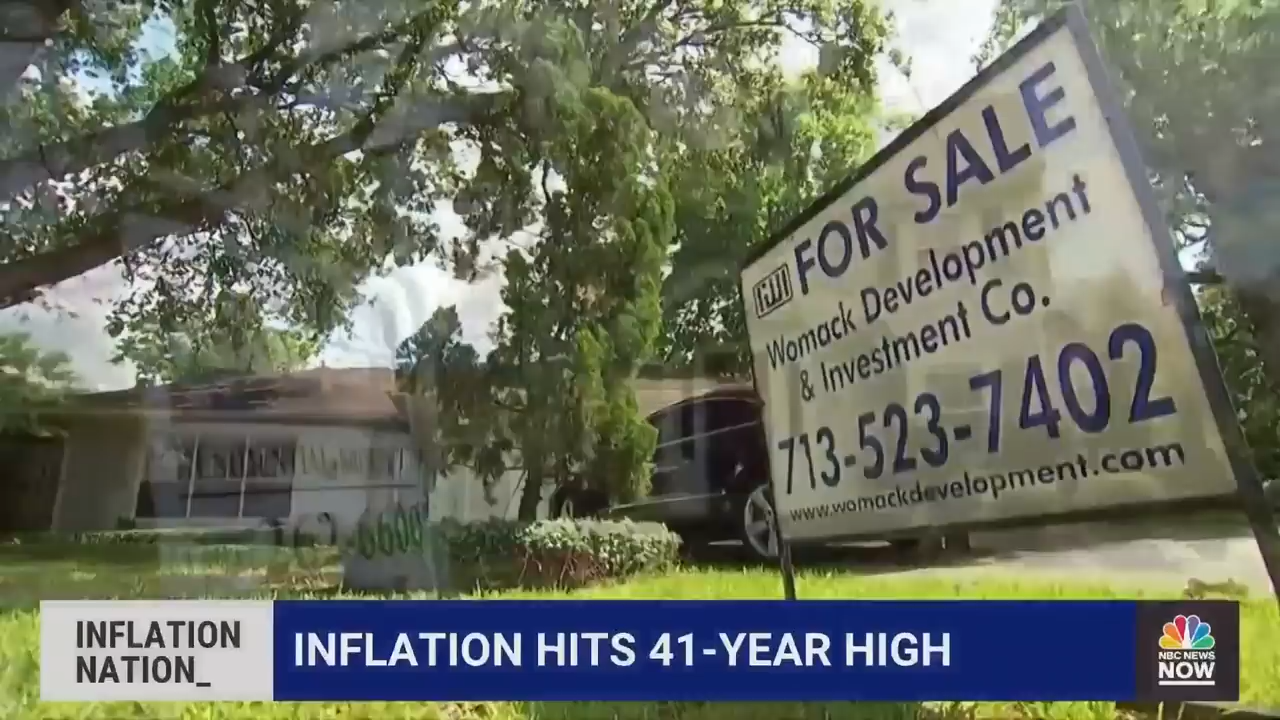 FOR SALE
Womack Development
& Investment Co.
713-523-7402
www.womackdevelopment.com
6600
INFLATION
NATION_
INFLATION HITS 41-YEAR HIGH
NBC NEWS
NOW